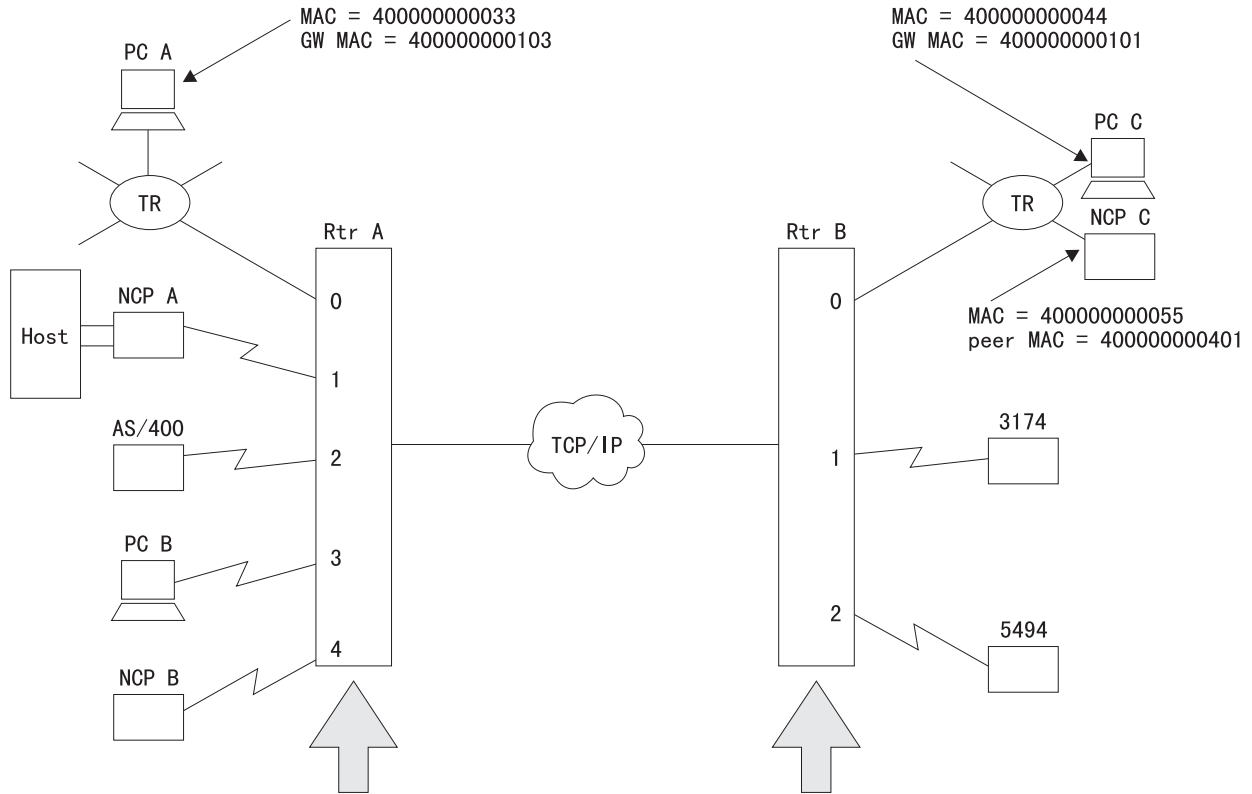 MAC = 400000000033
GW MAC = 400000000103
PC A
TR
MAC = 400000000044
GW MAC = 400000000101
PC C
TR
NCP C
MAC = 400000000055
peer MAC = 400000000401
Rtr A
0
1
2
3
4
Rtr B
0
1
2
Host
NCP A
AS/400
PC B
NCP B
TCP/IP
3174
5494